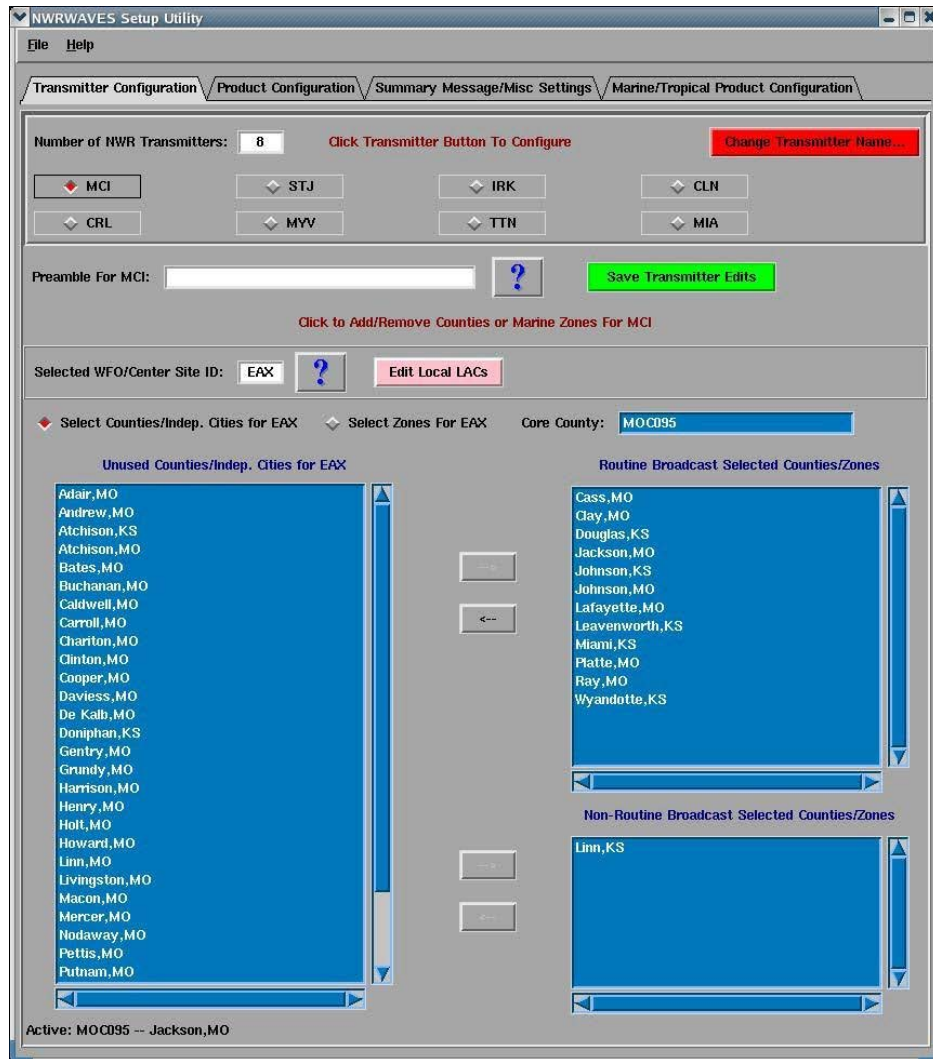 NWRWAVES Setup Utility
File Help
Transmitter Configuration Product Configuration Summary Message/Misc Settings Marine/Tropical Product Configuration
Number of NWR Transmitters: 8 Click Transmitter Button To Configure Change Transmitter Name...
MCI STJ IRK CLN
CRL MYV TTN MIA
Preamble For MCI: ? Save Transmitter Edits
Click to Add/Remove Counties or Marine Zones For MCI
Selected WFO/Center Site ID: EAX ? Edit Local LACs
Select Counties/Indep. Cities for EAX Select Zones For EAX Core County: MOC095
Unused Counties/Indep. Cities for EAX
Adair,MO
Andrew,MO
Atchison,KS
Atchison,MO
Bates,MO
Buchanan,MO
Caldwell,MO
Carroll,MO
Chariton,MO
Clinton,MO
Cooper,MO
Daviess,MO
De Kalb,MO
Doniphan,KS
Gentry,MO
Grundy,MO
Harrison,MO
Henry,MO
Holt,MO
Howard,MO
Linn,MO
Livingston,MO
Macon,MO
Mercer,MO
Nodaway,MO
Pettis,MO
Putnam,MO
-->
<--
-->
<--
Routine Broadcast Selected Counties/Zones
Cass,MO
Clay,MO
Douglas,KS
Jackson,MO
Johnson,KS
Johnson,MO
Lafayette,MO
Leavenworth,KS
Miami,KS
Platte,MO
Ray,MO
Wyandotte,KS
Non-Routine Broadcast Selected Counties/Zones
Linn,KS
Active: MOC095 -- Jackson,MO